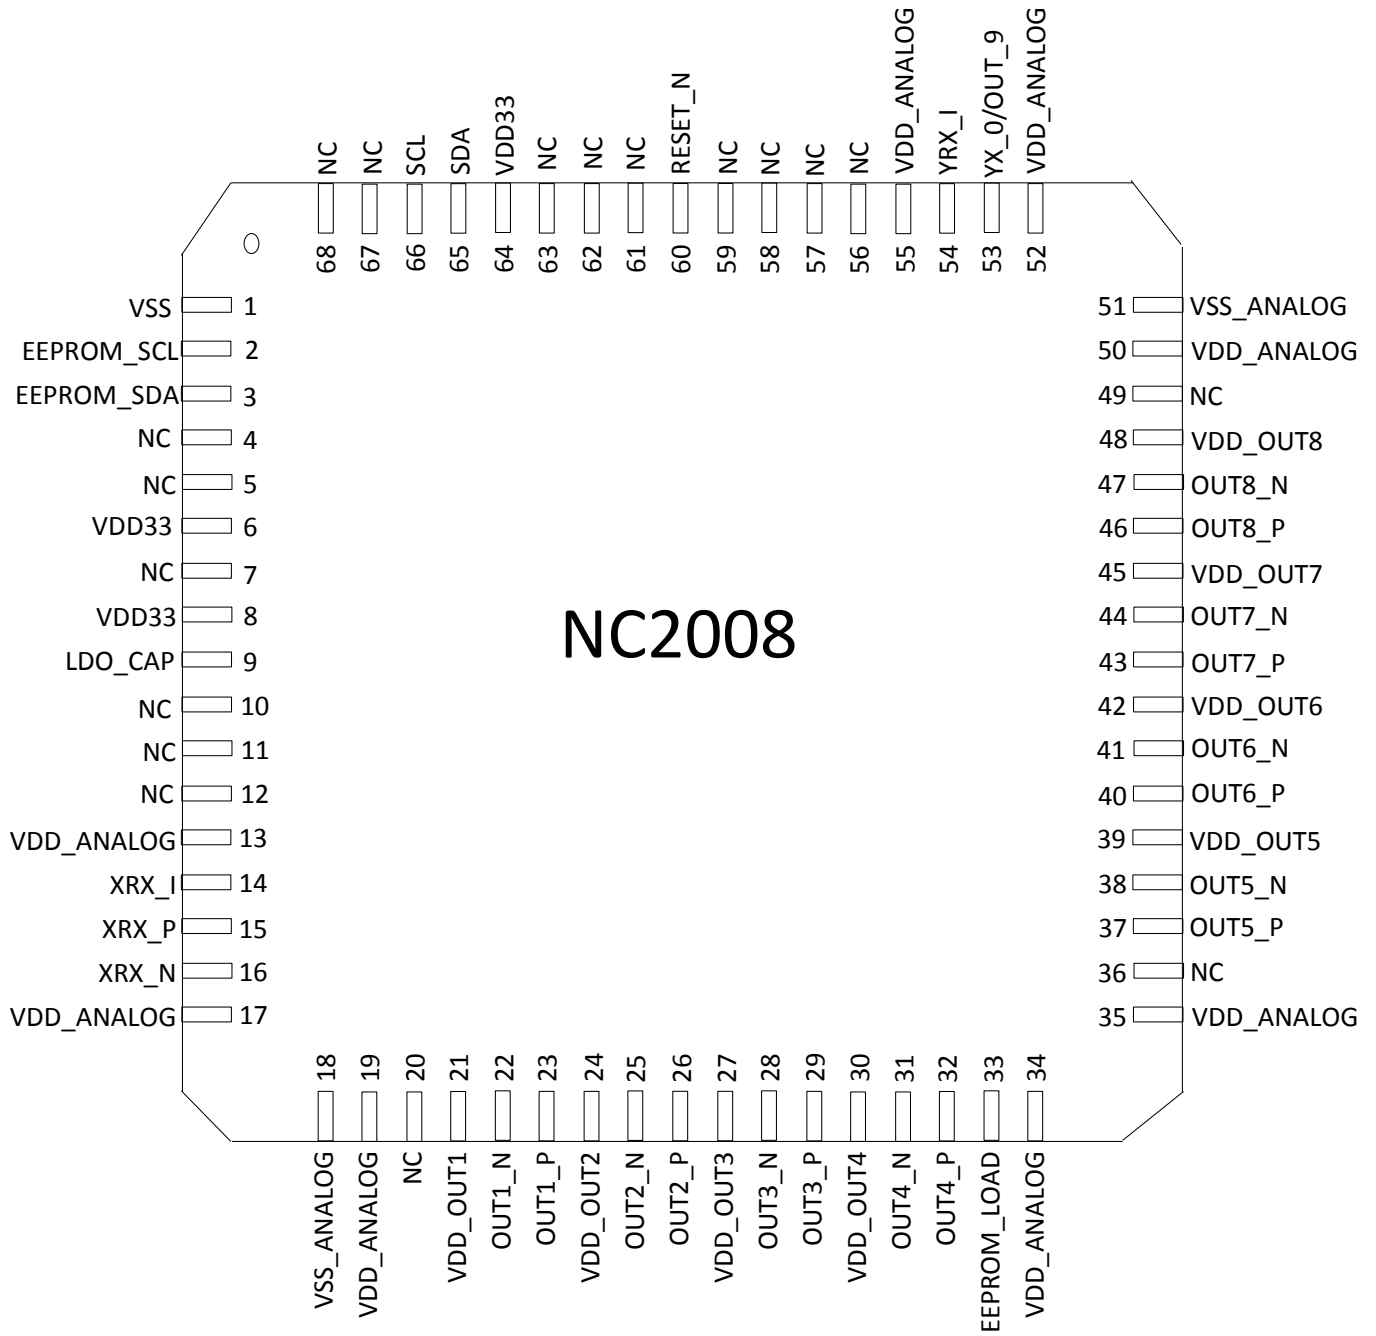 NC
NC
SCL
SDA
VDD33
NC
NC
NC
RESET_N
NC
NC
NC
NC
VDD_ANALOG
YRX_I
YX_0/OUT_9
VDD_ANALOG
68
67
66
65
64
63
62
61
60
59
58
57
56
55
54
53
52
VSS 1
EEPROM_SCL 2
EEPROM_SDA 3
NC 4
NC 5
VDD33 6
NC 7
VDD33 8
LDO_CAP 9
NC 10
NC 11
NC 12
VDD_ANALOG 13
XRX_I 14
XRX_P 15
XRX_N 16
VDD_ANALOG 17
NC2008
51 VSS_ANALOG
50 VDD_ANALOG
49 NC
48 VDD_OUT8
47 OUT8_N
46 OUT8_P
45 VDD_OUT7
44 OUT7_N
43 OUT7_P
42 VDD_OUT6
41 OUT6_N
40 OUT6_P
39 VDD_OUT5
38 OUT5_N
37 OUT5_P
36 NC
35 VDD_ANALOG
18
19
20
21
22
23
24
25
26
27
28
29
30
31
32
33
34
VSS_ANALOG
VDD_ANALOG
NC
VDD_OUT1
OUT1_N
OUT1_P
VDD_OUT2
OUT2_N
OUT2_P
VDD_OUT3
OUT3_N
OUT3_P
VDD_OUT4
OUT4_N
OUT4_P
EEPROM_LOAD
VDD_ANALOG